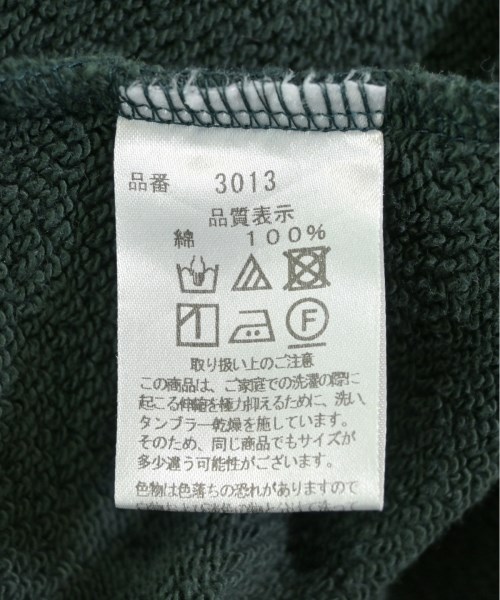 品番 3013
品質表示
綿 100%
F
取り扱い上のご注意
この商品は、ご家庭での洗濯の際に
起こる伸縮を極力抑えるために、洗い、
タンブラー乾燥を施しています。
そのため、同じ商品でもサイズが
多少違う可能性がございます。
色物は色落ちの恐れがありますので